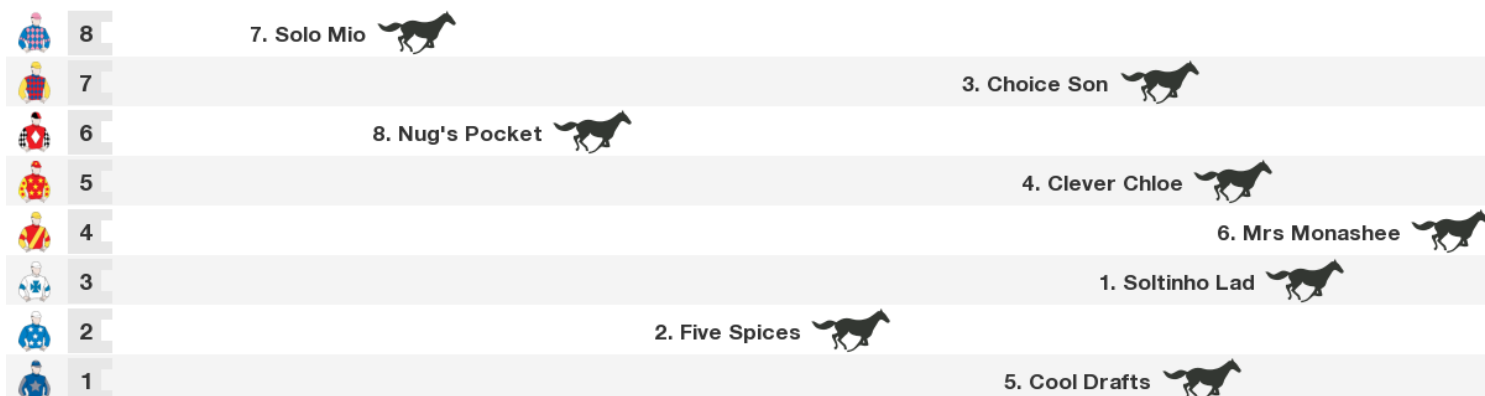 8 7. Solo Mio
7 3. Choice Son
6 8. Nug's Pocket
5 4. Clever Chloe
4 6. Mrs Monashee
3 1. Soltinho Lad
2 2. Five Spices
1 5. Cool Drafts